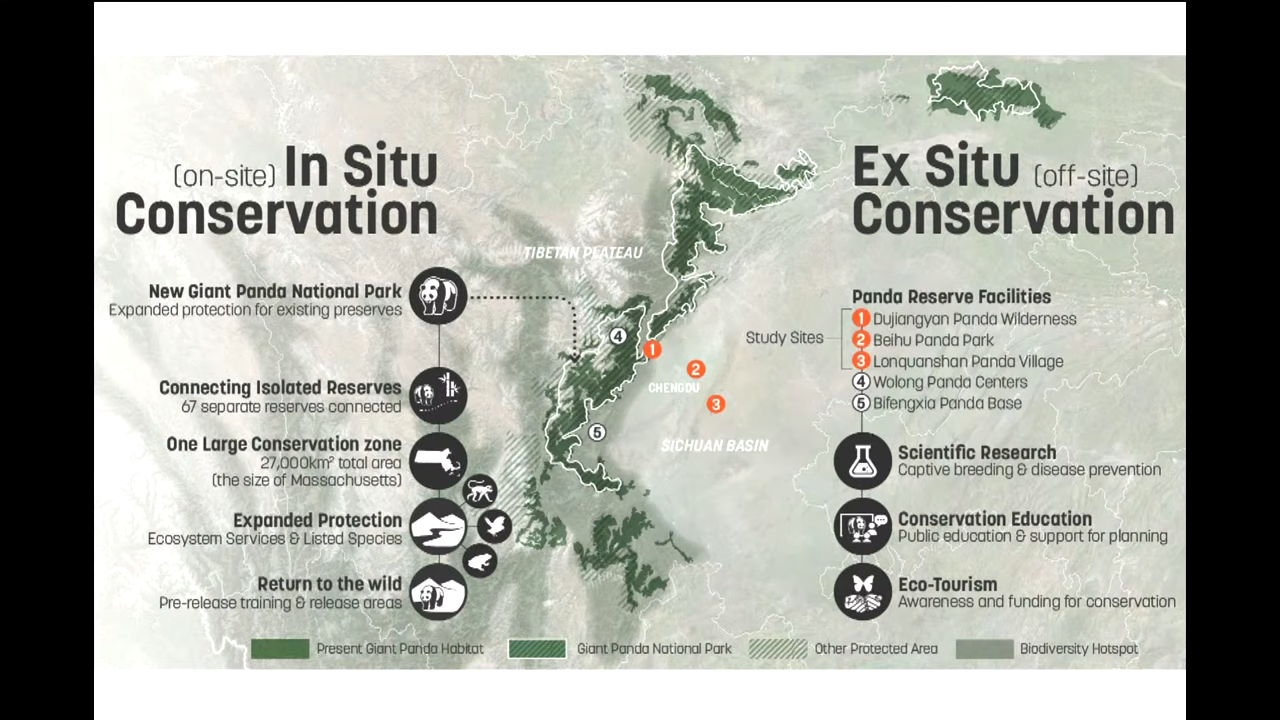 (on-site) In Situ
Conservation
New Giant Panda National Park
Expanded protection for existing preserves
Connecting Isolated Reserves
67 separate reserves connected
One Large Conservation zone
27,000km² total area
(the size of Massachusetts)
Expanded Protection
Ecosystem Services & Listed Species
Return to the wild
Pre-release training & release areas
TIBETAN PLATEAU
4
1
2
CHENGDU
3
5
SICHUAN BASIN
Ex Situ (off-site)
Conservation
Panda Reserve Facilities
Study Sites
1 Dujiangyan Panda Wilderness
2 Beihu Panda Park
3 Lonquanshan Panda Village
4 Wolong Panda Centers
5 Bifengxia Panda Base
Scientific Research
Captive breeding & disease prevention
Conservation Education
Public education & support for planning
Eco-Tourism
Awareness and funding for conservation
Present Giant Panda Habitat
Giant Panda National Park
Other Protected Area
Biodiversity Hotspot